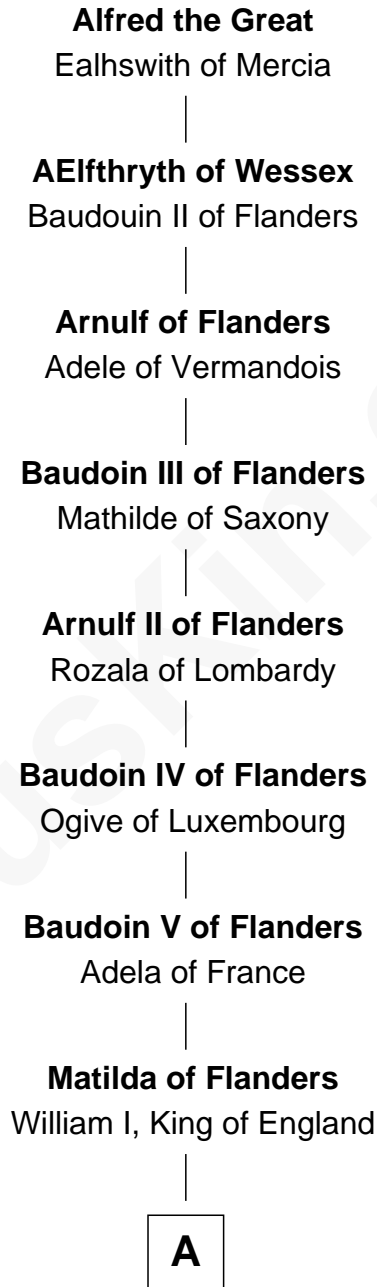 Alfred the Great
Ealhswith of Mercia
AElfthryth of Wessex
Baudouin II of Flanders
Arnulf of Flanders
Adele of Vermandois
Baudoin III of Flanders
Mathilde of Saxony
Arnulf II of Flanders
Rozala of Lombardy
Baudoin IV of Flanders
Ogive of Luxembourg
Baudoin V of Flanders
Adela of France
Matilda of Flanders
William I, King of England
A